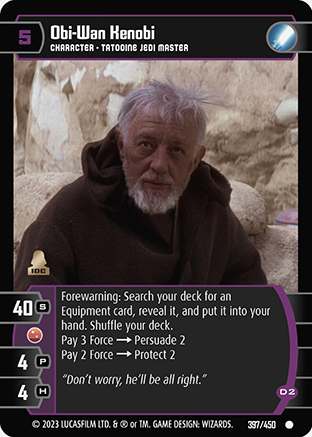 5
Obi-Wan Kenobi
CHARACTER - TATOOINE JEDI MASTER
IDC
40 S
Forewarning: Search your deck for an
Equipment card, reveal it, and put it into your
hand. Shuffle your deck.
Pay 3 Force → Persuade 2
4 P
Pay 2 Force → Protect 2
4 H
“Don't worry, he'll be all right.”
D2
© 2023 LUCASFILM LTD. & ® or TM. GAME DESIGN: WIZARDS. 397/450